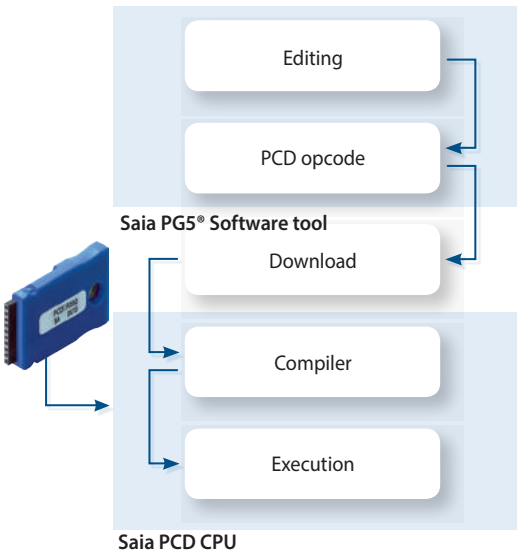 Editing
PCD opcode
Saia PG5® Software tool
Download
Compiler
Execution
Saia PCD CPU